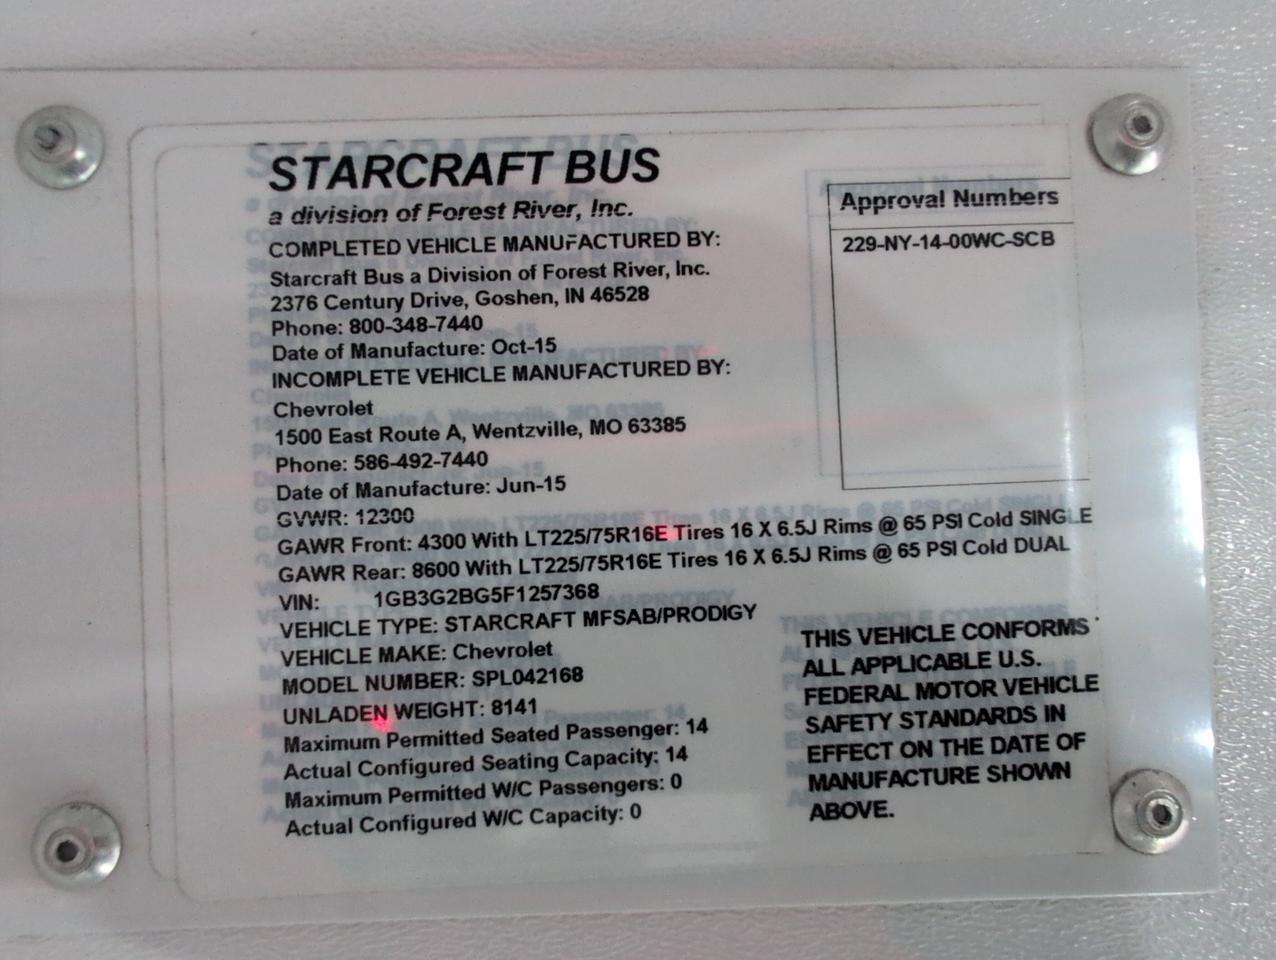 STARCRAFT BUS
a division of Forest River, Inc.
COMPLETED VEHICLE MANUFACTURED BY:
Starcraft Bus a Division of Forest River, Inc.
2376 Century Drive, Goshen, IN 46528
Phone: 800-348-7440
Date of Manufacture: Oct-15
INCOMPLETE VEHICLE MANUFACTURED BY:
Chevrolet
1500 East Route A, Wentzville, MO 63385
Phone: 586-492-7440
Date of Manufacture: Jun-15
GVWR: 12300
GAWR Front: 4300 With LT225/75R16E Tires 16 X 6.5J Rims @ 65 PSI Cold SINGLE
GAWR Rear: 8600 With LT225/75R16E Tires 16 X 6.5J Rims @ 65 PSI Cold DUAL
VIN: 1GB3G2BG5F1257368
VEHICLE TYPE: STARCRAFT MFSAB/PRODIGY
VEHICLE MAKE: Chevrolet
MODEL NUMBER: SPL042168
UNLADEN WEIGHT: 8141
Maximum Permitted Seated Passenger: 14
Actual Configured Seating Capacity: 14
Maximum Permitted W/C Passengers: 0
Actual Configured W/C Capacity: 0
Approval Numbers
229-NY-14-00WC-SCB
THIS VEHICLE CONFORMS
ALL APPLICABLE U.S.
FEDERAL MOTOR VEHICLE
SAFETY STANDARDS IN
EFFECT ON THE DATE OF
MANUFACTURE SHOWN
ABOVE.